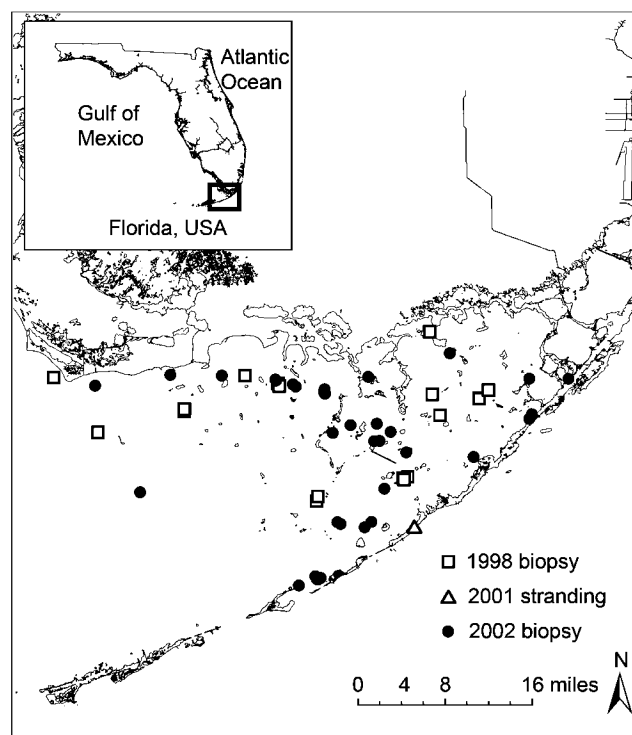 Atlantic
Ocean
Gulf of
Mexico
Florida, USA
1998 biopsy
2001 stranding
2002 biopsy
N
0 4 8 16 miles